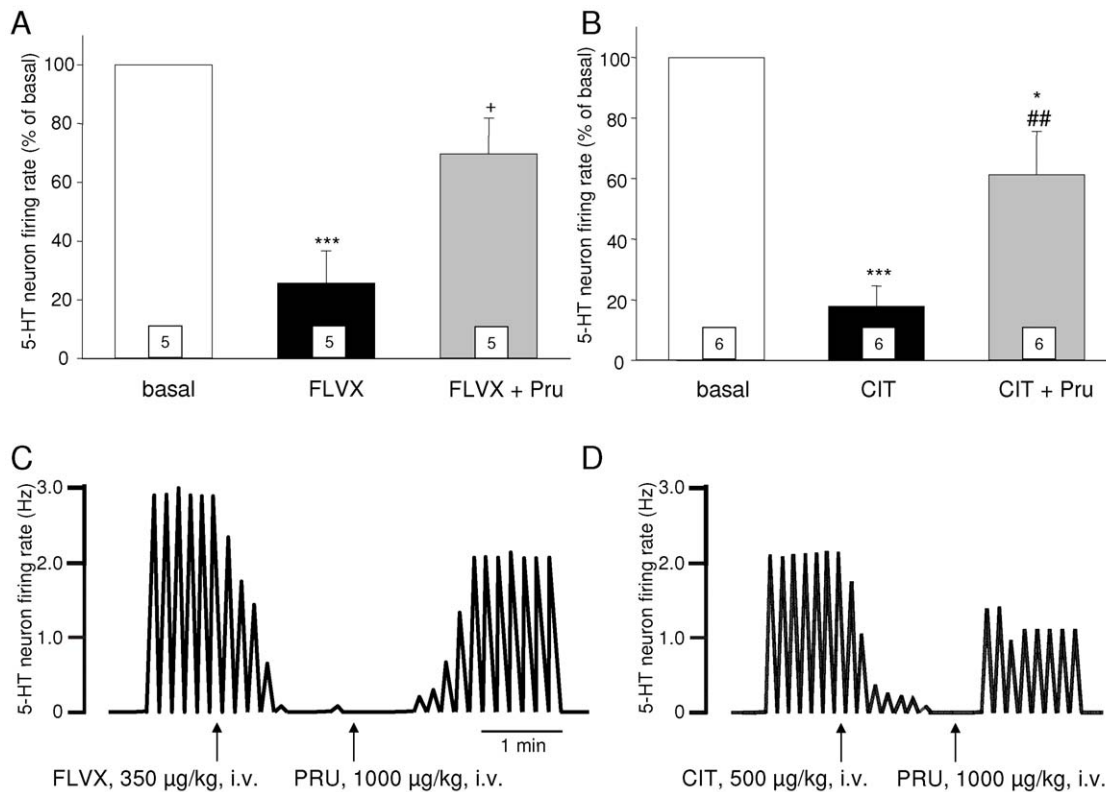 A
5-HT neuron firing rate (% of basal)
100
80
60
40
20
0
***
+
5
5
5
basal
FLVX
FLVX + Pru
B
5-HT neuron firing rate (% of basal)
100
80
60
40
20
0
***
*
##
6
6
6
basal
CIT
CIT + Pru
C
5-HT neuron firing rate (Hz)
3.0
2.0
1.0
0
1 min
FLVX, 350 µg/kg, i.v.
PRU, 1000 µg/kg, i.v.
D
5-HT neuron firing rate (Hz)
3.0
2.0
1.0
0
CIT, 500 µg/kg, i.v.
PRU, 1000 µg/kg, i.v.